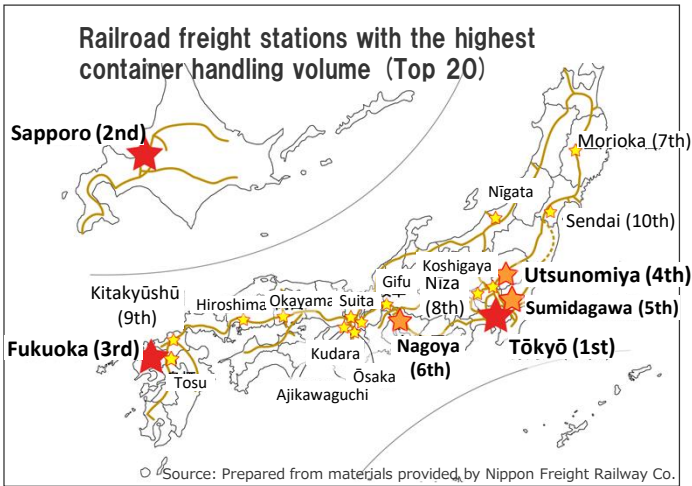 Railroad freight stations with the highest
container handling volume (Top 20)
Sapporo (2nd)
Morioka (7th)
Nīgata
Sendai (10th)
Koshigaya
Utsunomiya (4th)
Gifu
Niza
(8th)
Sumidagawa (5th)
Kitakyūshū
(9th)
Hiroshima
Okayama
Suita
Fukuoka (3rd)
Nagoya
(6th)
Tōkyō (1st)
Kudara
Tosu
Ōsaka
Ajikawaguchi
Source: Prepared from materials provided by Nippon Freight Railway Co.